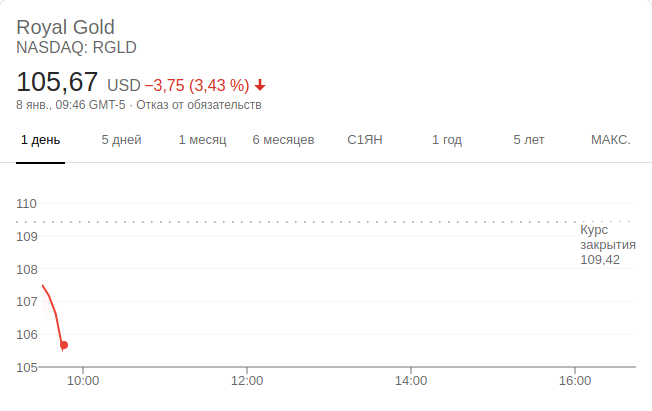 Royal Gold
NASDAQ: RGLD
105,67 USD −3,75 (3,43 %)
8 янв., 09:46 GMT-5 · Отказ от обязательств
1 день 5 дней 1 месяц 6 месяцев С1ЯН 1 год 5 лет МАКС.
110
109
108
107
106
105
Курс
закрытия
109,42
10:00 12:00 14:00 16:00